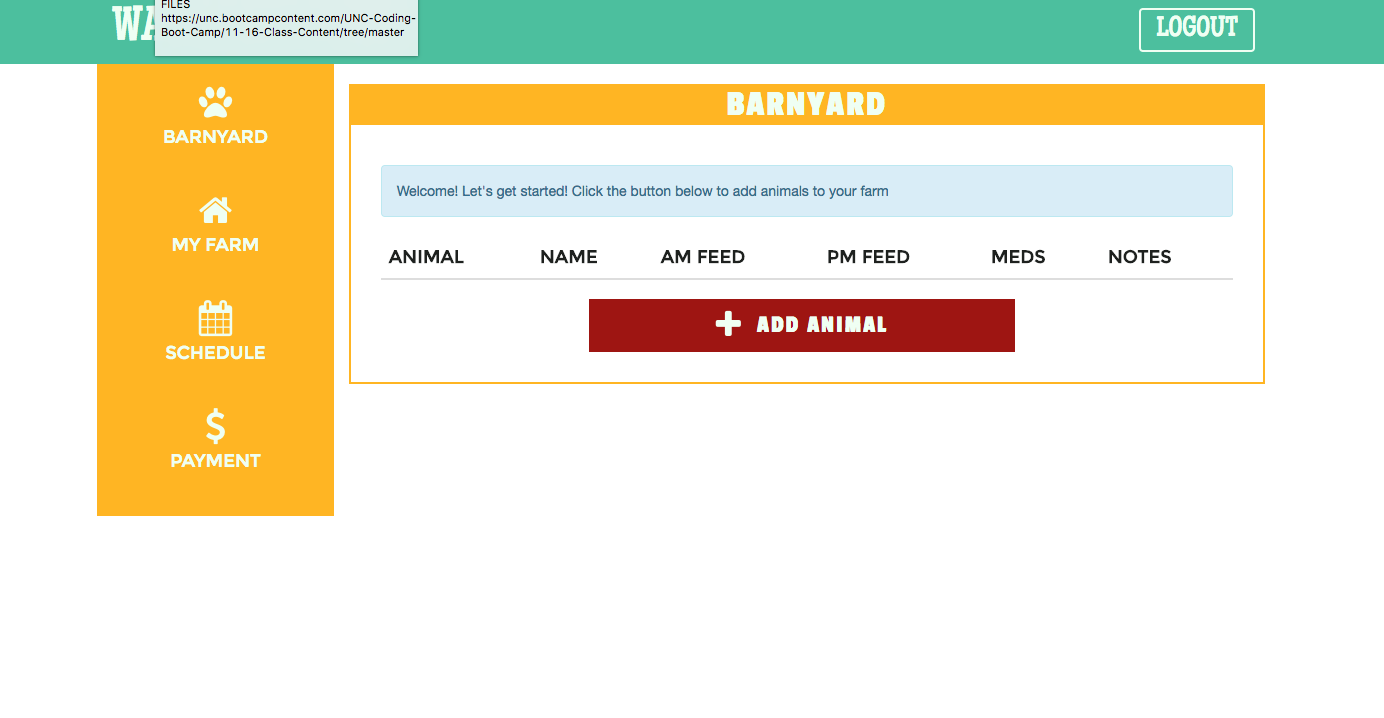 FILES
https://unc.bootcampcontent.com/UNC-Coding-
Boot-Camp/11-16-Class-Content/tree/master
LOGOUT
BARNYARD
MY FARM
SCHEDULE
PAYMENT
BARNYARD
Welcome! Let's get started! Click the button below to add animals to your farm
ANIMAL NAME AM FEED PM FEED MEDS NOTES
ADD ANIMAL